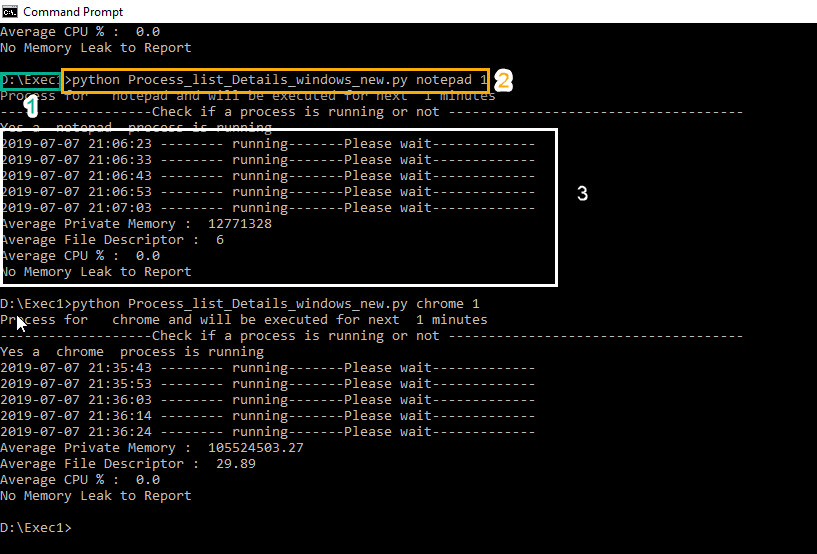 Command Prompt
Average CPU % :  0.0
No Memory Leak to Report
D:\Exec1>python Process_list_Details_windows_new.py notepad 1 2
1
Process for   notepad and will be executed for next  1 minutes
-------------------Check if a process is running or not -------------------------------------
Yes a  notepad  process is running
2019-07-07 21:06:23 -------- running-------Please wait-------------
2019-07-07 21:06:33 -------- running-------Please wait-------------
2019-07-07 21:06:43 -------- running-------Please wait-------------
2019-07-07 21:06:53 -------- running-------Please wait-------------
3
2019-07-07 21:07:03 -------- running-------Please wait-------------
Average Private Memory :  12771328
Average File Descriptor :  6
Average CPU % :  0.0
No Memory Leak to Report
D:\Exec1>python Process_list_Details_windows_new.py chrome 1
Process for   chrome and will be executed for next  1 minutes
-------------------Check if a process is running or not -------------------------------------
Yes a  chrome  process is running
2019-07-07 21:35:43 -------- running-------Please wait-------------
2019-07-07 21:35:53 -------- running-------Please wait-------------
2019-07-07 21:36:03 -------- running-------Please wait-------------
2019-07-07 21:36:14 -------- running-------Please wait-------------
2019-07-07 21:36:24 -------- running-------Please wait-------------
Average Private Memory :  105524503.27
Average File Descriptor :  29.89
Average CPU % :  0.0
No Memory Leak to Report
D:\Exec1>